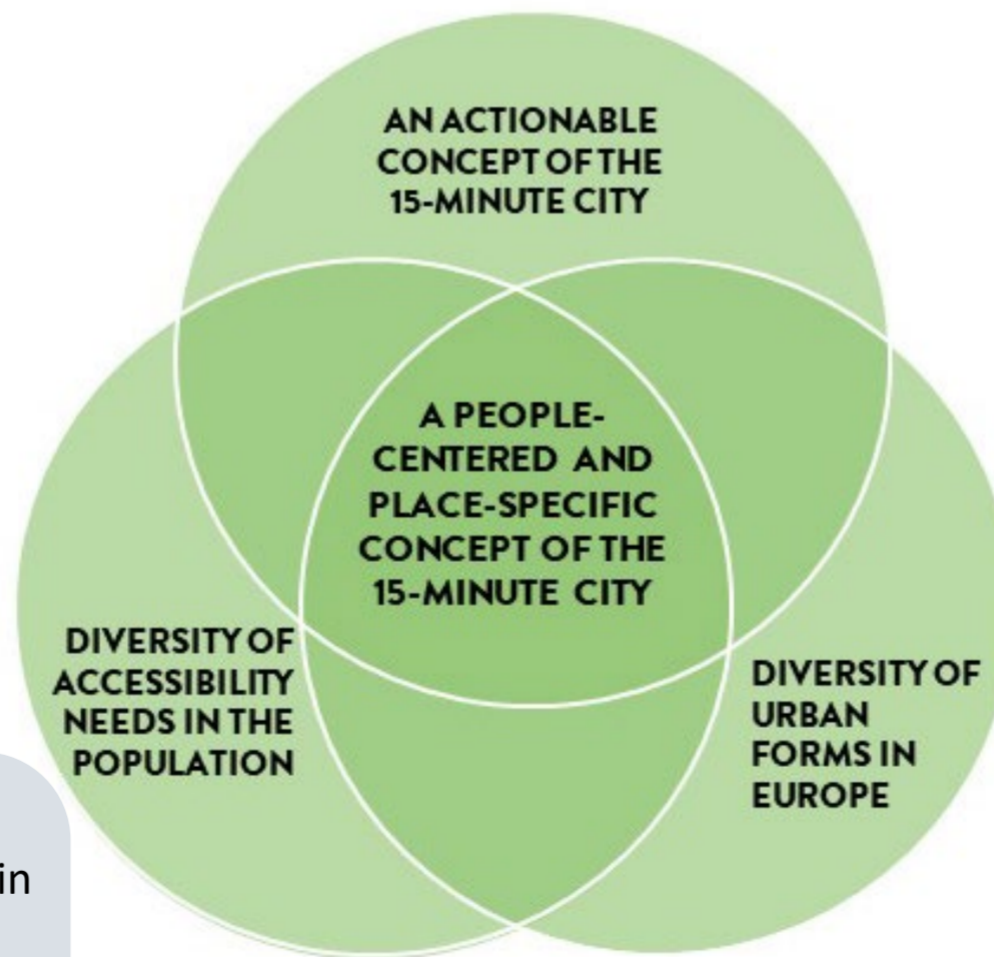 AN ACTIONABLE
CONCEPT OF THE
15-MINUTE CITY
A PEOPLE-
CENTERED AND
PLACE-SPECIFIC
CONCEPT OF THE
15-MINUTE CITY
DIVERSITY OF
ACCESSIBILITY
NEEDS IN THE
POPULATION
DIVERSITY OF
URBAN
FORMS IN
EUROPE
in